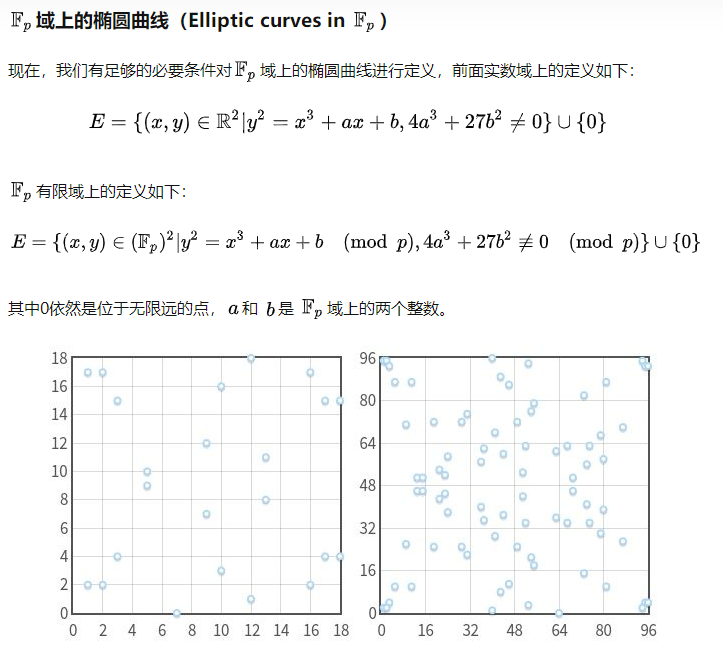 𝔽ₚ 域上的椭圆曲线（Elliptic curves in 𝔽ₚ）
现在，我们有足够的必要条件对 𝔽ₚ 域上的椭圆曲线进行定义，前面实数域上的定义如下：
E = {(x, y) ∈ ℝ²|y² = x³ + ax + b, 4a³ + 27b² ≠ 0} ∪ {0}
𝔽ₚ 有限域上的定义如下：
E = {(x, y) ∈ (𝔽ₚ)²|y² = x³ + ax + b (mod p), 4a³ + 27b² ≢ 0 (mod p)} ∪ {0}
其中0依然是位于无限远的点， a 和 b 是 𝔽ₚ 域上的两个整数。
18
16
14
12
10
8
6
4
2
0
0 2 4 6 8 10 12 14 16 18
96
80
64
48
32
16
0
0 16 32 48 64 80 96